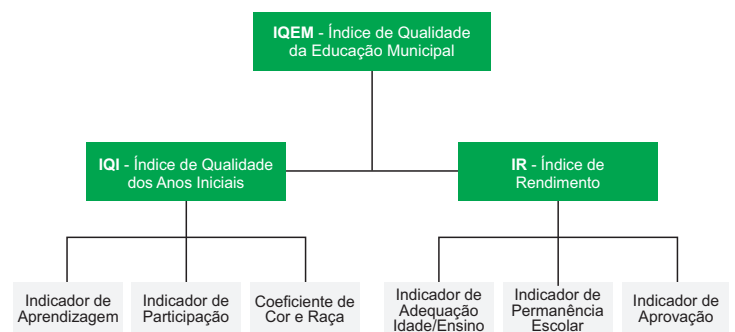 IQEM - Índice de Qualidade
da Educação Municipal
IQI - Índice de Qualidade
dos Anos Iniciais
IR - Índice de
Rendimento
Indicador de
Aprendizagem
Indicador de
Participação
Coeficiente de
Cor e Raça
Indicador de
Adequação
Idade/Ensino
Indicador de
Permanência
Escolar
Indicador de
Aprovação